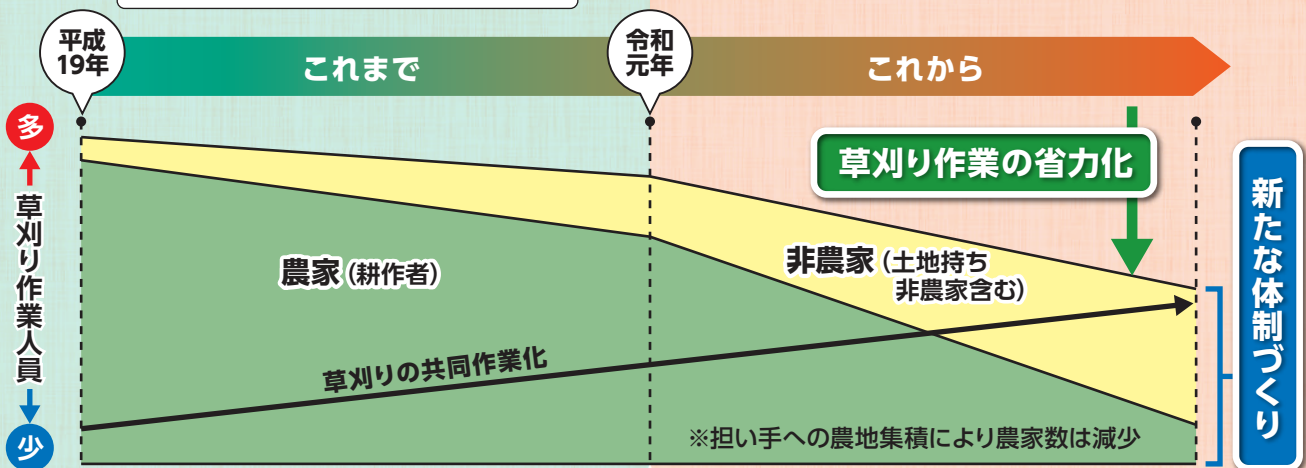 平成
19年
これまで
令和
元年
これから
多
草刈り作業人員
少
草刈り作業の省力化
新たな体制づくり
農家（耕作者）
非農家（土地持ち
非農家含む）
草刈りの共同作業化
※担い手への農地集積により農家数は減少